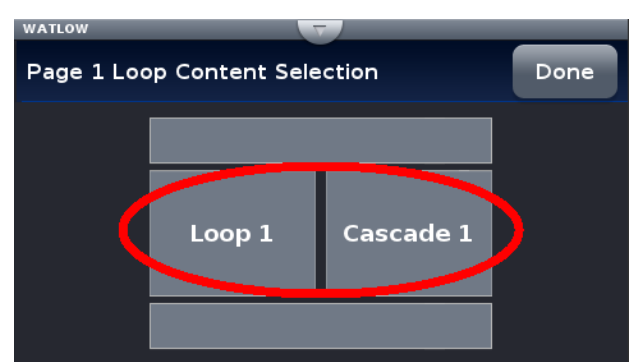 WATLOW
Page 1 Loop Content Selection
Done
Loop 1
Cascade 1